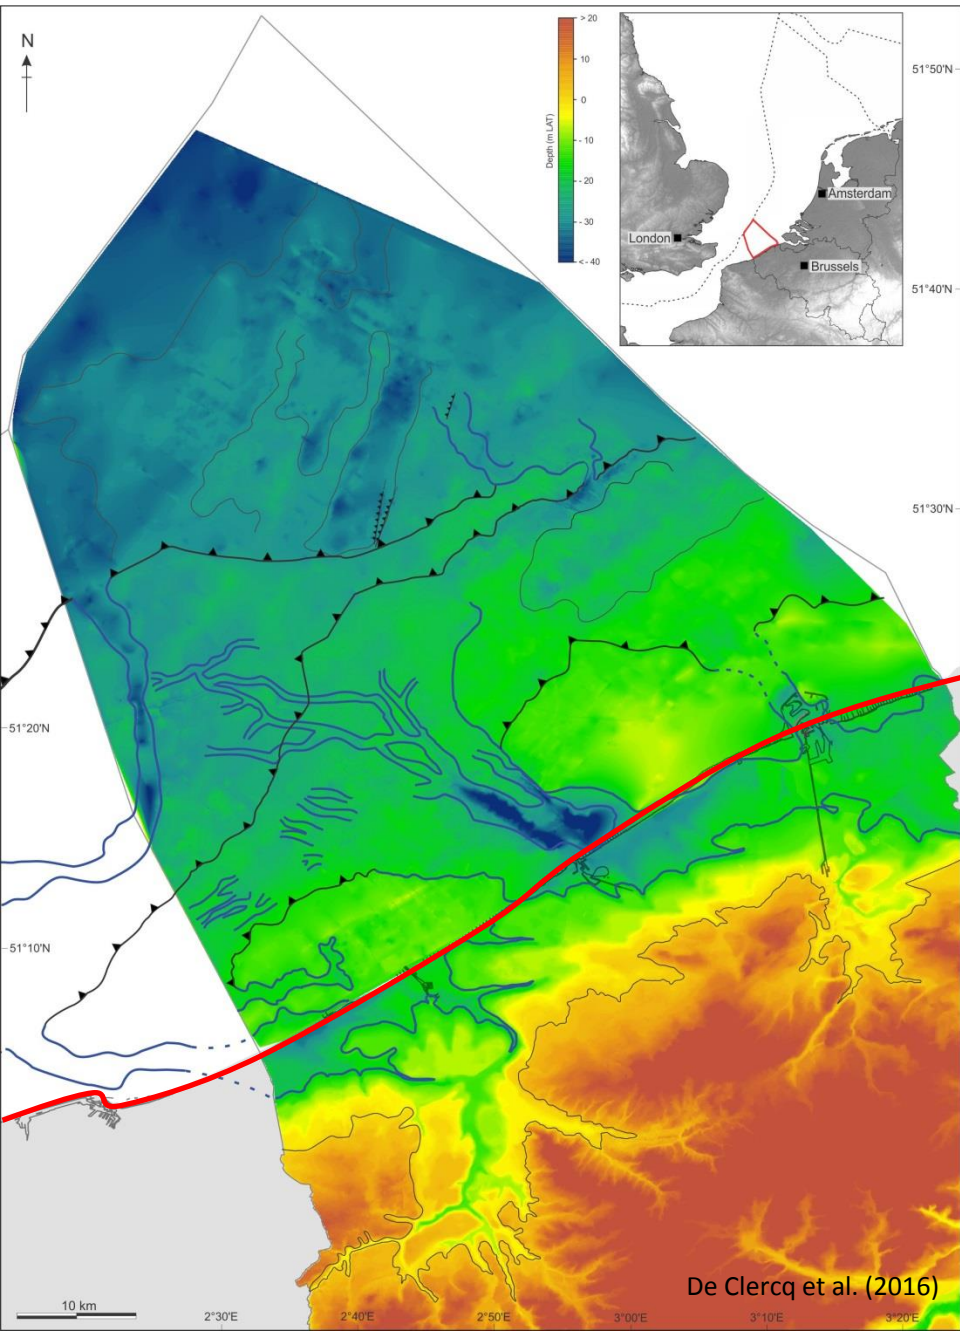 N
> 20
10
0
- 10
- 20
- 30
<- 40
Depth (m LAT)
Amsterdam
London
Brussels
51°50'N
51°40'N
51°30'N
51°20'N
51°10'N
De Clercq et al. (2016)
10 km
2°30'E
2°40'E
2°50'E
3°00'E
3°10'E
3°20'E